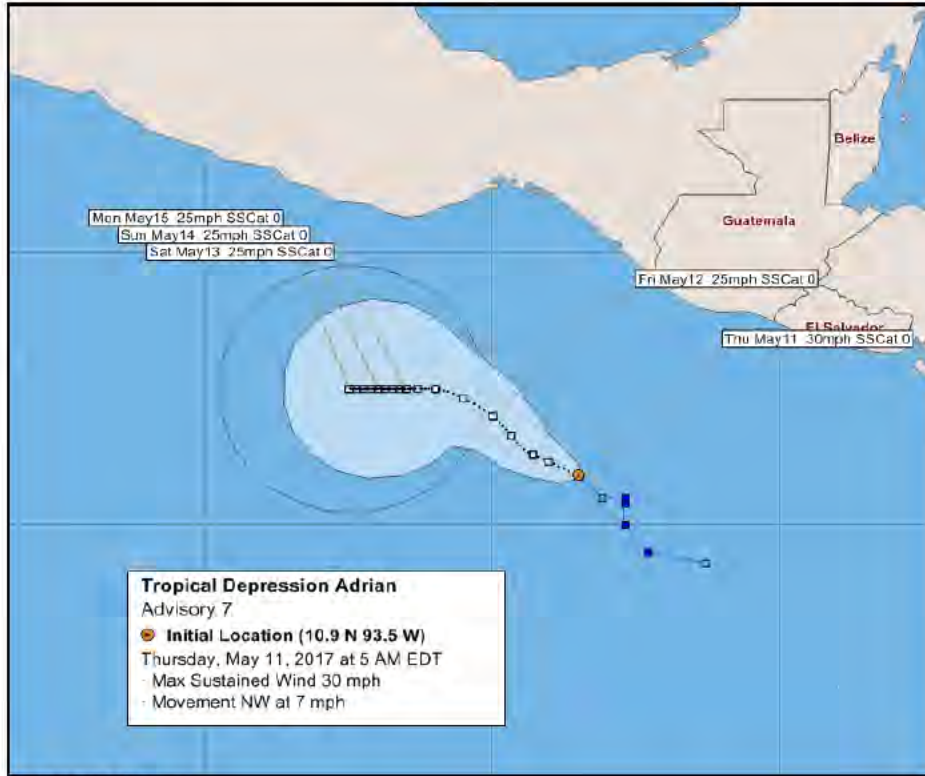 Belize
Mon May15 25mph SSCat 0
Guatemala
Sun May14 25mph SSCat 0
Sat May13 25mph SSCat 0
Fri May12 25mph SSCat 0
El Salvador
Thu May11 30mph SSCat 0
Tropical Depression Adrian
Advisory 7
Initial Location (10.9 N 93.5 W)
Thursday, May 11, 2017 at 5 AM EDT
· Max Sustained Wind 30 mph
· Movement NW at 7 mph